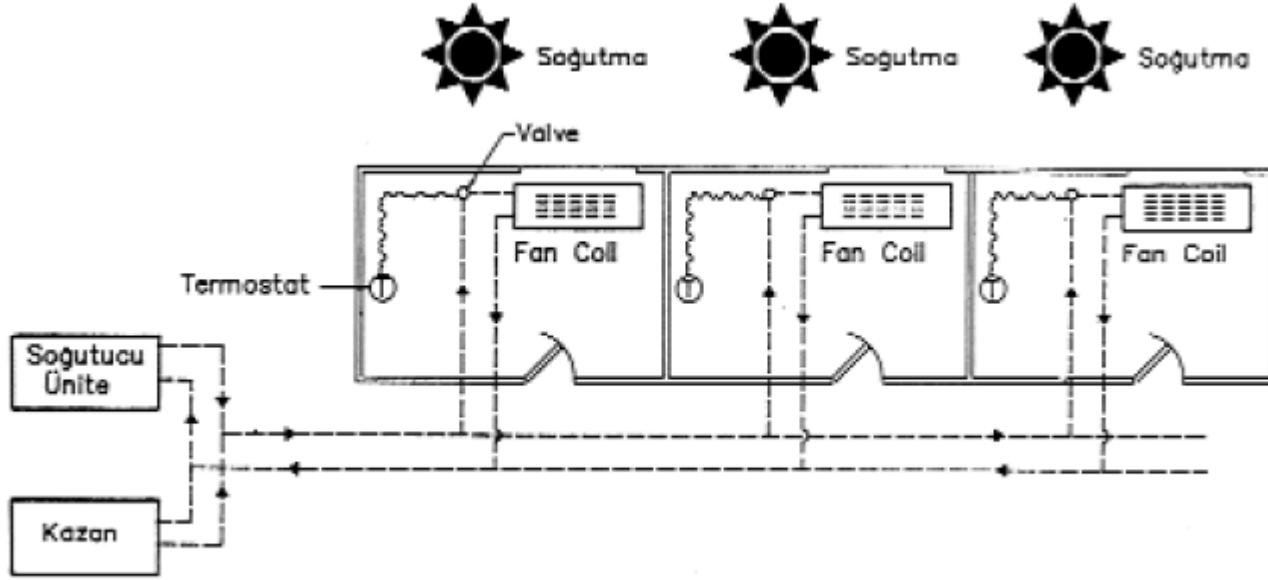 Soğutma
Soğutma
Soğutma
Valve
Fan Coil
Fan Coil
Fan Coil
Termostat
T
T
T
Soğutucu
Ünite
Kazan